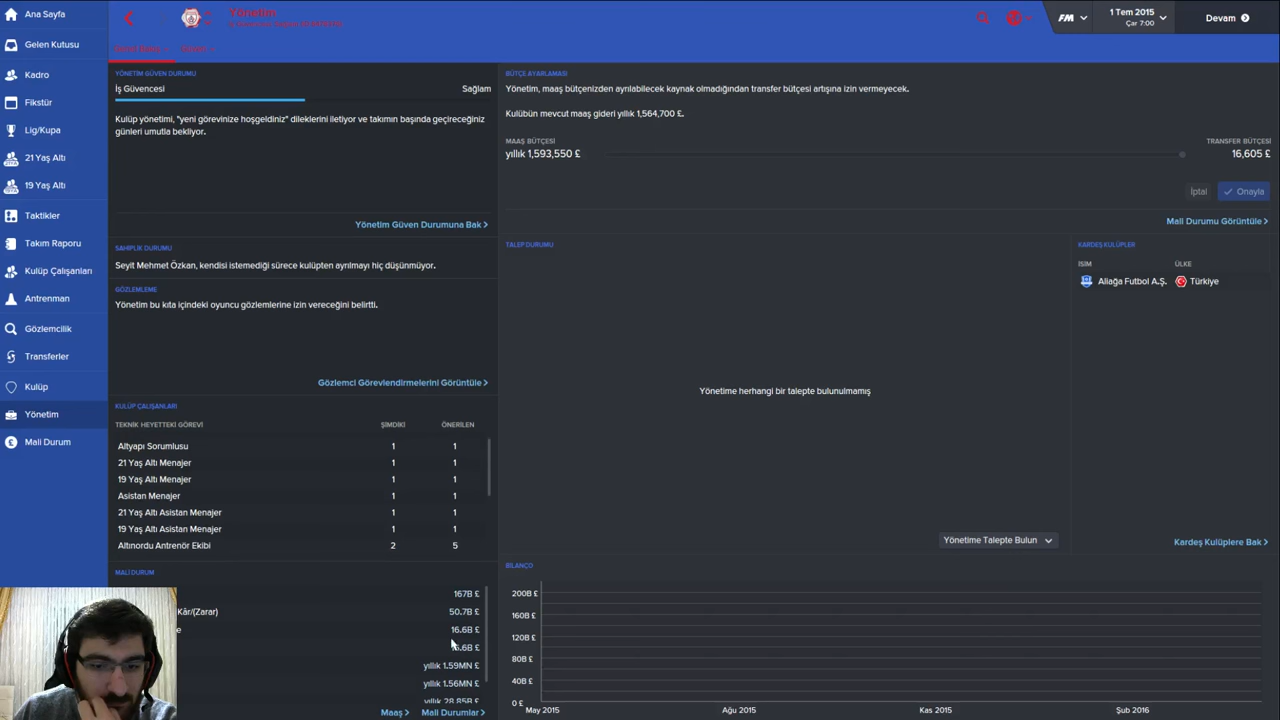 Ana Sayfa
Gelen Kutusu
Kadro
Fikstür
Lig/Kupa
21 Yaş Altı
19 Yaş Altı
Taktikler
Takım Raporu
Kulüp Çalışanları
Antrenman
Gözlemcilik
Transferler
Kulüp
Yönetim
Mali Durum
Yönetim
FM
1 Tem 2015
Çar 7:00
Devam
YÖNETİM GÜVEN DURUMU
İş Güvencesi
Sağlam
Kulüp yönetimi, "yeni görevinize hoşgeldiniz" dileklerini iletiyor ve takımın başında geçireceğiniz
günleri umutla bekliyor.
Yönetim Güven Durumuna Bak >
SAHİPLİK DURUMU
Seyit Mehmet Özkan, kendisi istemediği sürece kulüpten ayrılmayı hiç düşünmüyor.
GÖZLEMLEME
Yönetim bu kıta içindeki oyuncu gözlemlerine izin vereceğini belirtti.
Gözlemci Görevlendirmelerini Görüntüle >
KULÜP ÇALIŞANLARI
TEKNİK HEYETTEKİ GÖREVİ ŞİMDİKİ ÖNERİLEN
Altyapı Sorumlusu 1 1
21 Yaş Altı Menajer 1 1
19 Yaş Altı Menajer 1 1
Asistan Menajer 1 1
21 Yaş Altı Asistan Menajer 1 1
19 Yaş Altı Asistan Menajer 1 1
Altınordu Antrenör Ekibi 2 5
MALİ DURUM
167B £
Kâr/(Zarar) 50.7B £
e 16.6B £
6.6B £
yıllık 1.59MN £
yıllık 1.56MN £
yıllık 28.85B £
Maaş > Mali Durumlar >
BÜTÇE AYARLAMASI
Yönetim, maaş bütçenizden ayrılabilecek kaynak olmadığından transfer bütçesi artışına izin vermeyecek.
Kulübün mevcut maaş gideri yıllık 1,564,700 £.
MAAŞ BÜTÇESİ
yıllık 1,593,550 £
TRANSFER BÜTÇESİ
16,605 £
İptal
Onayla
Mali Durumu Görüntüle >
TALEP DURUMU
Yönetime herhangi bir talepte bulunulmamış
Yönetime Talepte Bulun
KARDEŞ KULÜPLER
İSİM ÜLKE
Aliağa Futbol A.Ş. Türkiye
Kardeş Kulüplere Bak >
BİLANÇO
200B £
160B £
120B £
80B £
40B £
0 £
May 2015 Ağu 2015 Kas 2015 Şub 2016